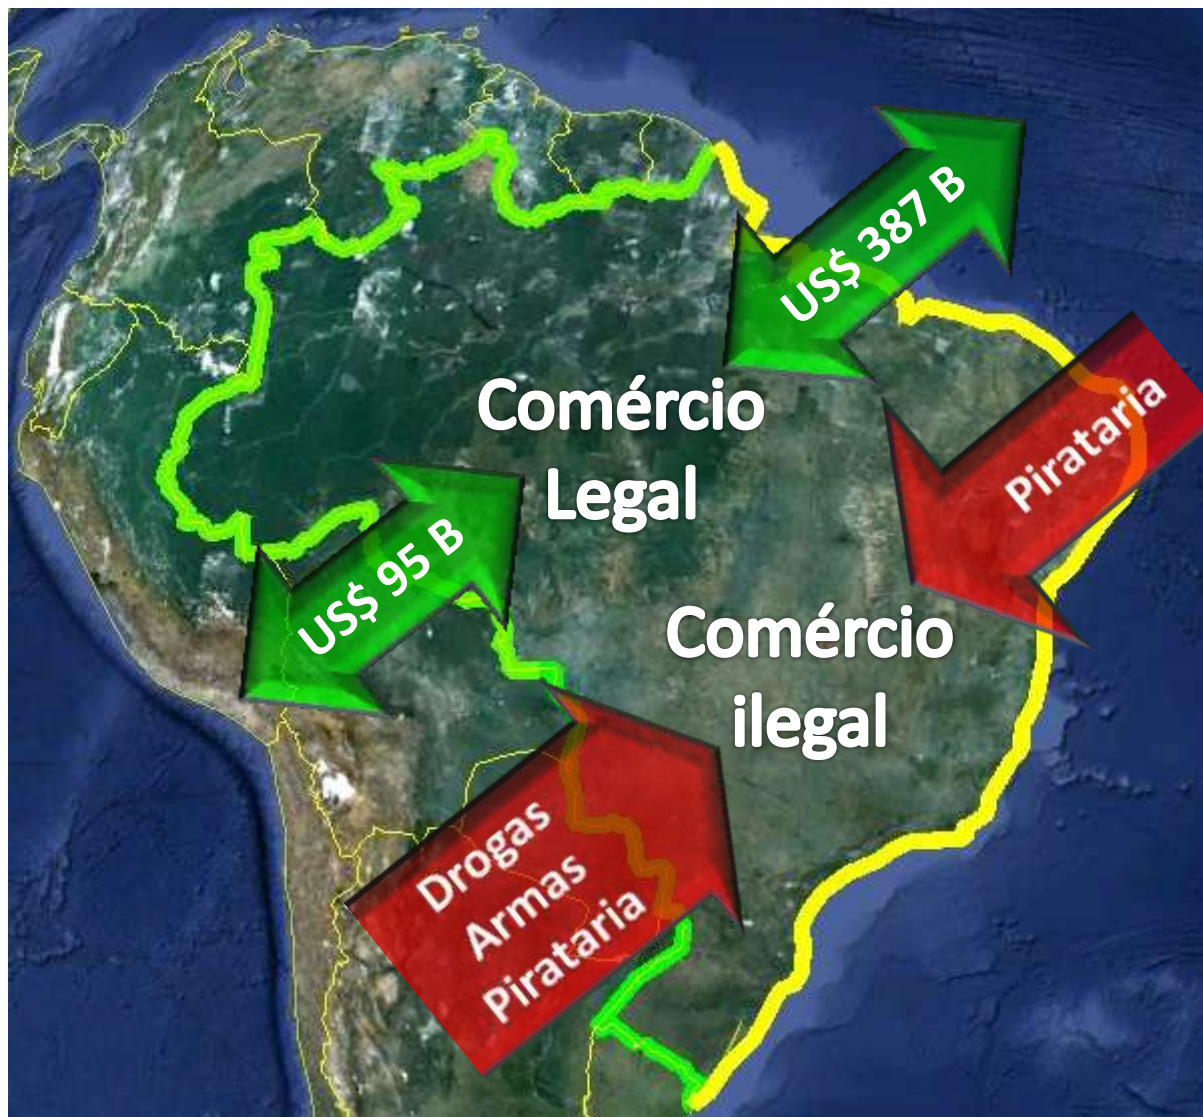 US$ 387 B
Pirataria
Comércio
Legal
US$ 95 B
Comércio
ilegal
Drogas
Armas
Pirataria